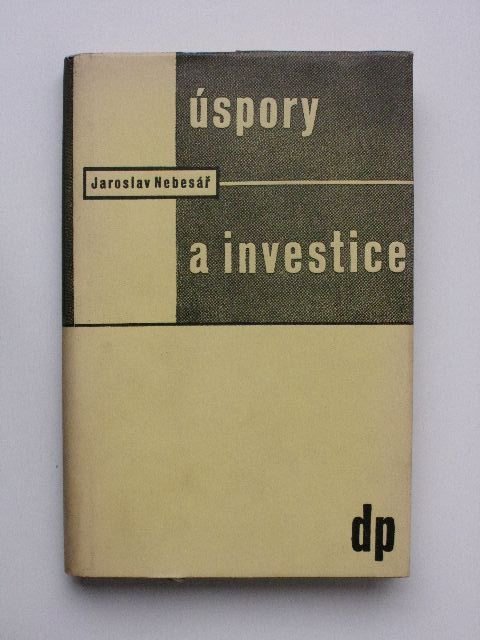 úspory
Jaroslav Nebesář
a investice
dp